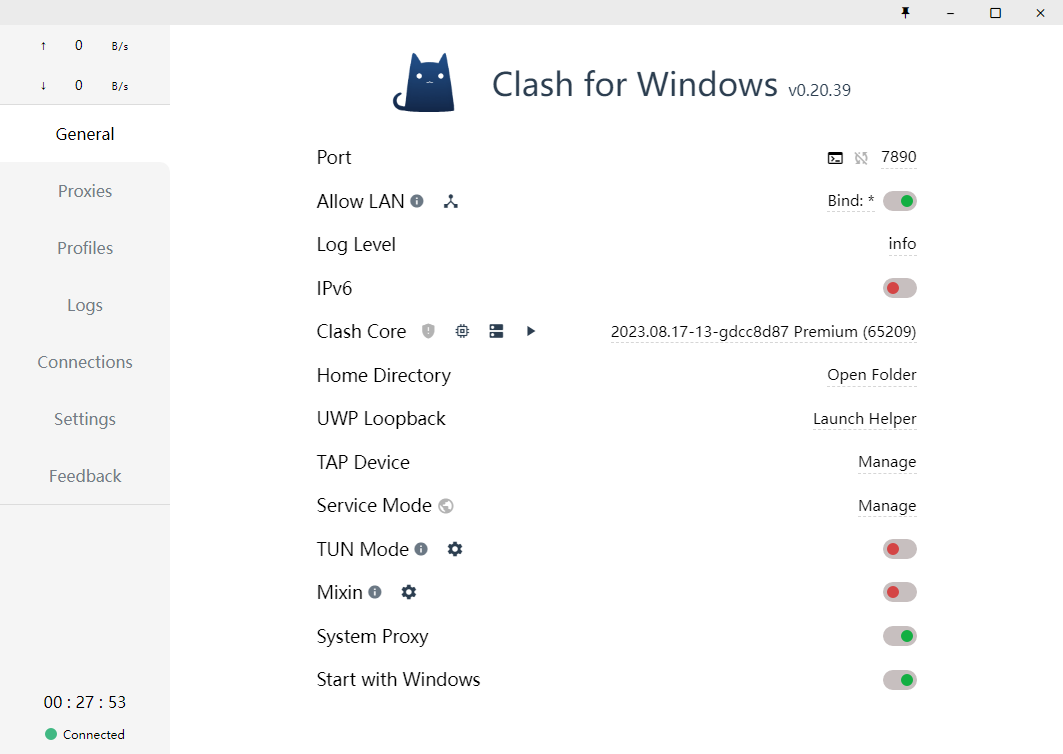 ↑ 0 B/s
↓ 0 B/s
General
Proxies
Profiles
Logs
Connections
Settings
Feedback
00 : 27 : 53
Connected
Clash for Windows v0.20.39
Port 7890
Allow LAN Bind: *
Log Level info
IPv6
Clash Core 2023.08.17-13-gdcc8d87 Premium (65209)
Home Directory Open Folder
UWP Loopback Launch Helper
TAP Device Manage
Service Mode Manage
TUN Mode
Mixin
System Proxy
Start with Windows